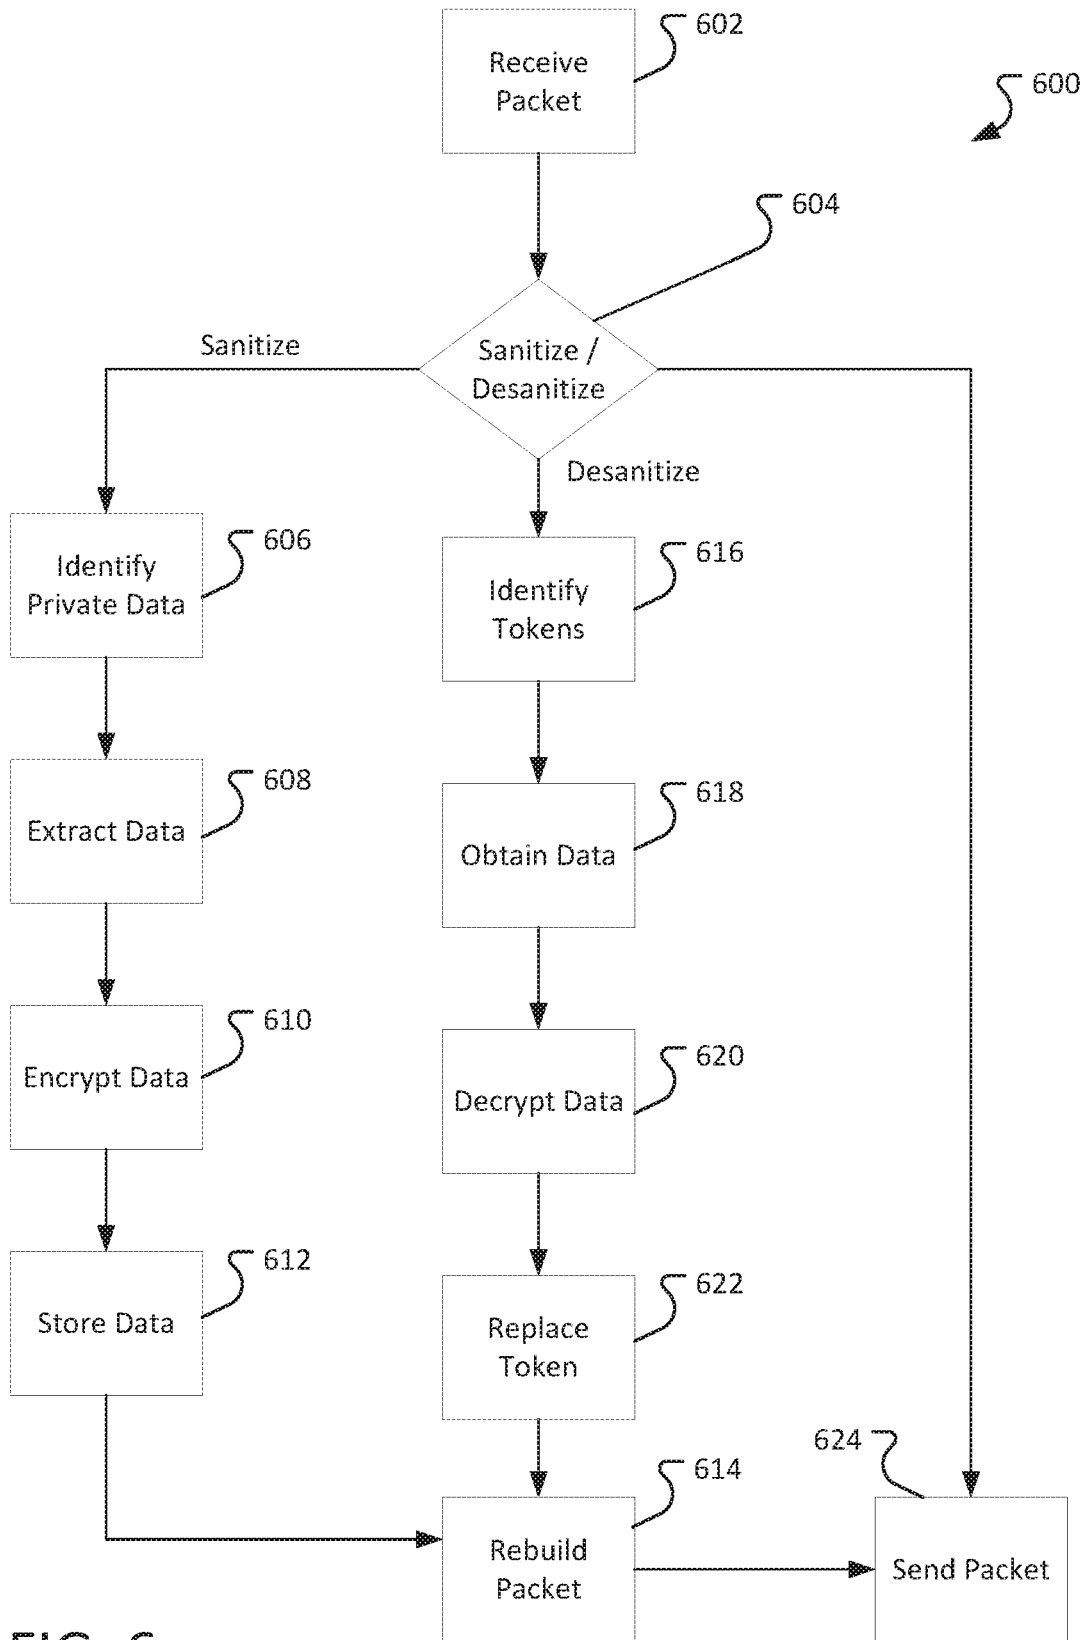 602
Receive
Packet
600
604
Sanitize
Sanitize /
Desanitize
Desanitize
606
Identify
Private Data
616
Identify
Tokens
608
Extract Data
618
Obtain Data
610
Encrypt Data
620
Decrypt Data
612
Store Data
622
Replace
Token
624
614
Rebuild
Packet
Send Packet
FIG. 6